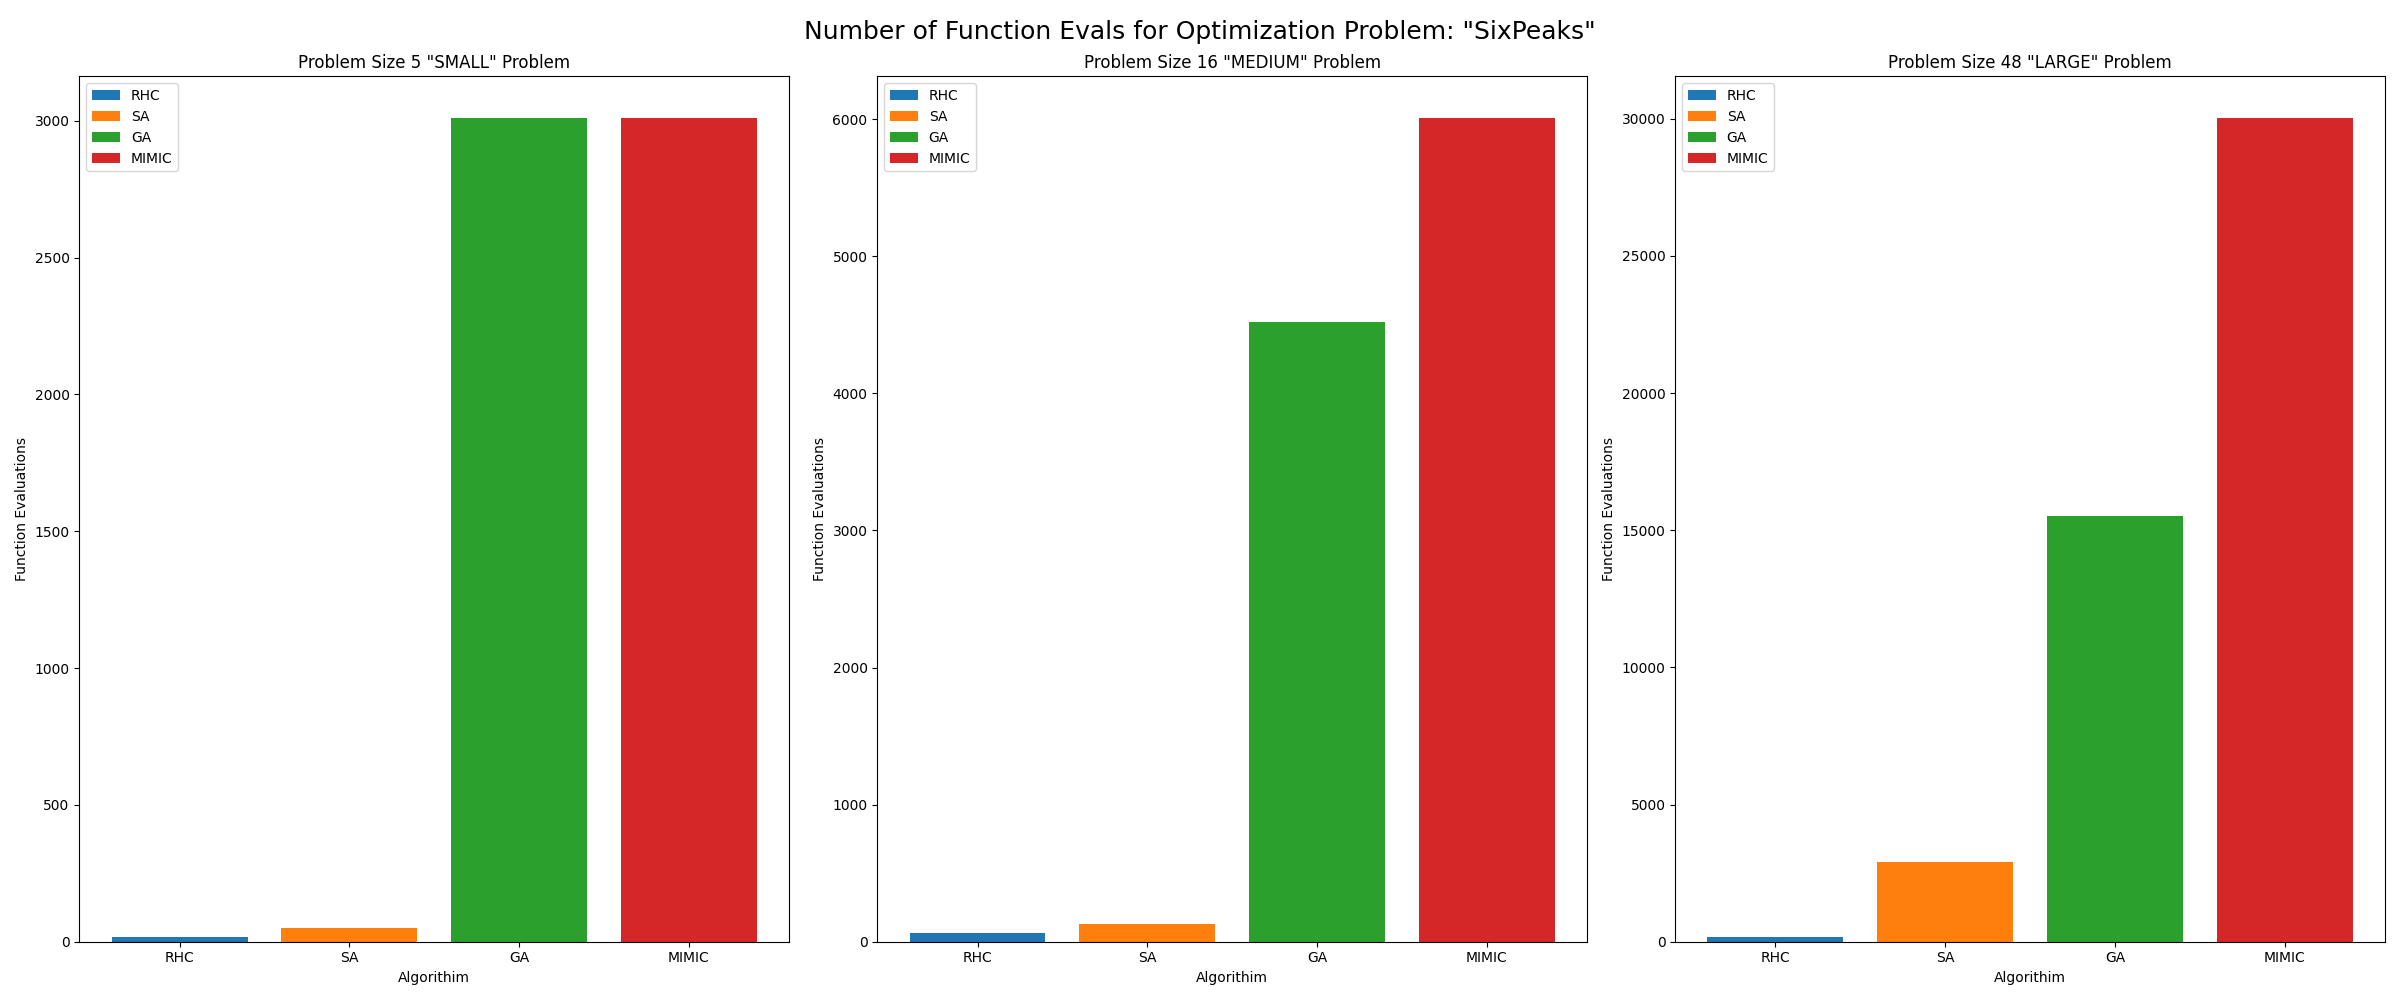 Number of Function Evals for Optimization Problem: "SixPeaks"
Problem Size 5 "SMALL" Problem
RHC
SA
GA
MIMIC
3000
2500
2000
1500
1000
500
0
Function Evaluations
RHC SA GA MIMIC
Algorithim
Problem Size 16 "MEDIUM" Problem
RHC
SA
GA
MIMIC
6000
5000
4000
3000
2000
1000
0
Function Evaluations
RHC SA GA MIMIC
Algorithim
Problem Size 48 "LARGE" Problem
RHC
SA
GA
MIMIC
30000
25000
20000
15000
10000
5000
0
Function Evaluations
RHC SA GA MIMIC
Algorithim